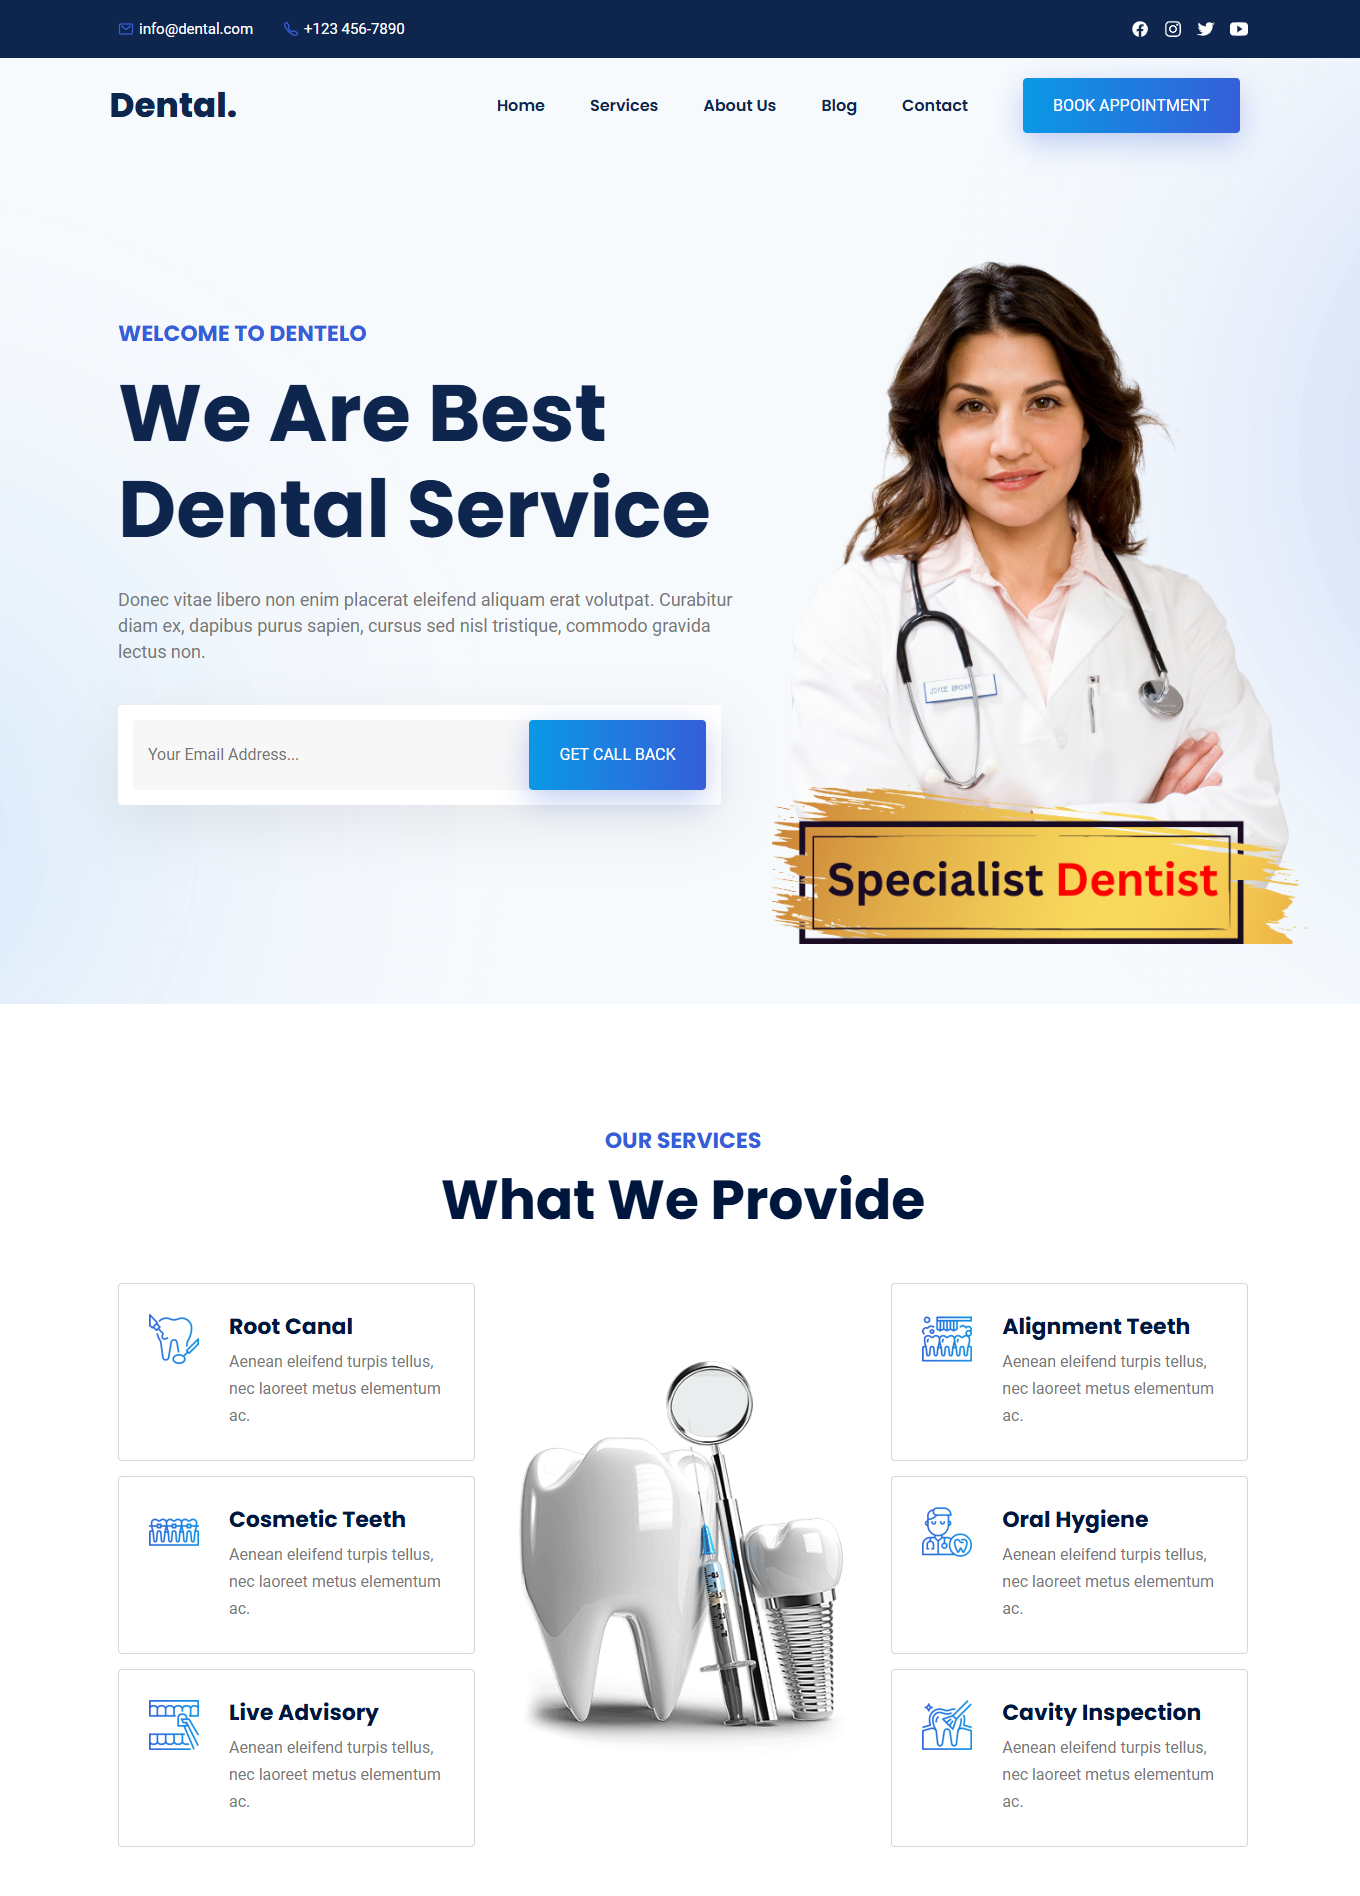 info@dental.com
+123 456-7890
Dental.
Home
Services
About Us
Blog
Contact
BOOK APPOINTMENT
WELCOME TO DENTELO
We Are Best
Dental Service
Donec vitae libero non enim placerat eleifend aliquam erat volutpat. Curabitur
diam ex, dapibus purus sapien, cursus sed nisl tristique, commodo gravida
lectus non.
Your Email Address...
GET CALL BACK
JOYCE BROWN
Specialist Dentist
OUR SERVICES
What We Provide
Root Canal
Aenean eleifend turpis tellus,
nec laoreet metus elementum
ac.
Alignment Teeth
Aenean eleifend turpis tellus,
nec laoreet metus elementum
ac.
Cosmetic Teeth
Aenean eleifend turpis tellus,
nec laoreet metus elementum
ac.
Oral Hygiene
Aenean eleifend turpis tellus,
nec laoreet metus elementum
ac.
Live Advisory
Aenean eleifend turpis tellus,
nec laoreet metus elementum
ac.
Cavity Inspection
Aenean eleifend turpis tellus,
nec laoreet metus elementum
ac.